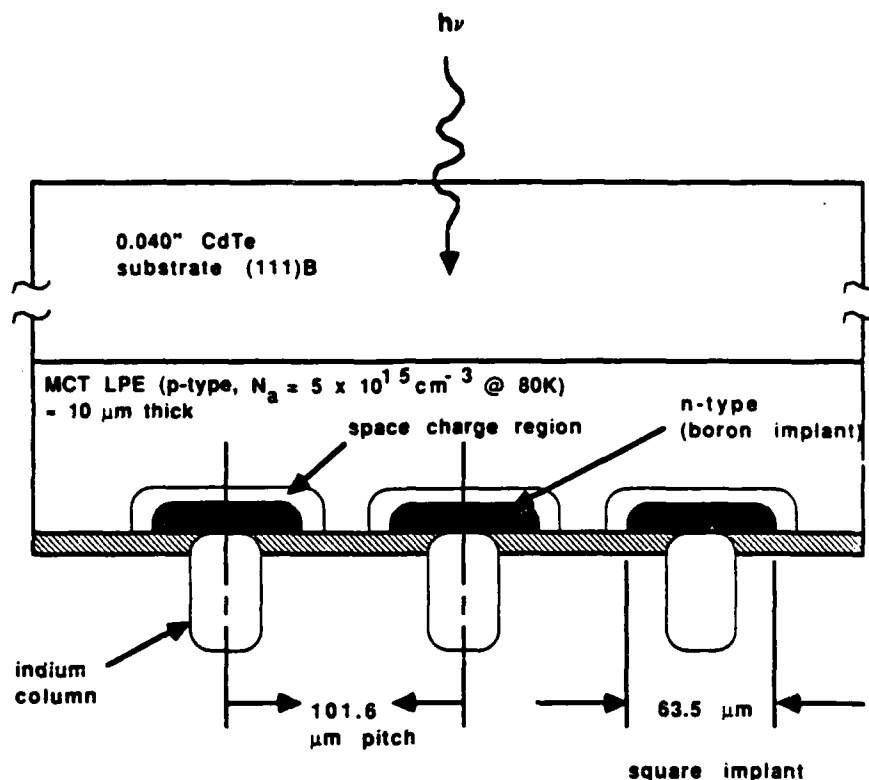 hν
0.040" CdTe
substrate (111)B
MCT LPE (p-type, N_a = 5 x 10^15 cm^-3 @ 80K)
= 10 μm thick
space charge region
n-type
(boron implant)
indium
column
101.6
μm pitch
63.5 μm
square implant